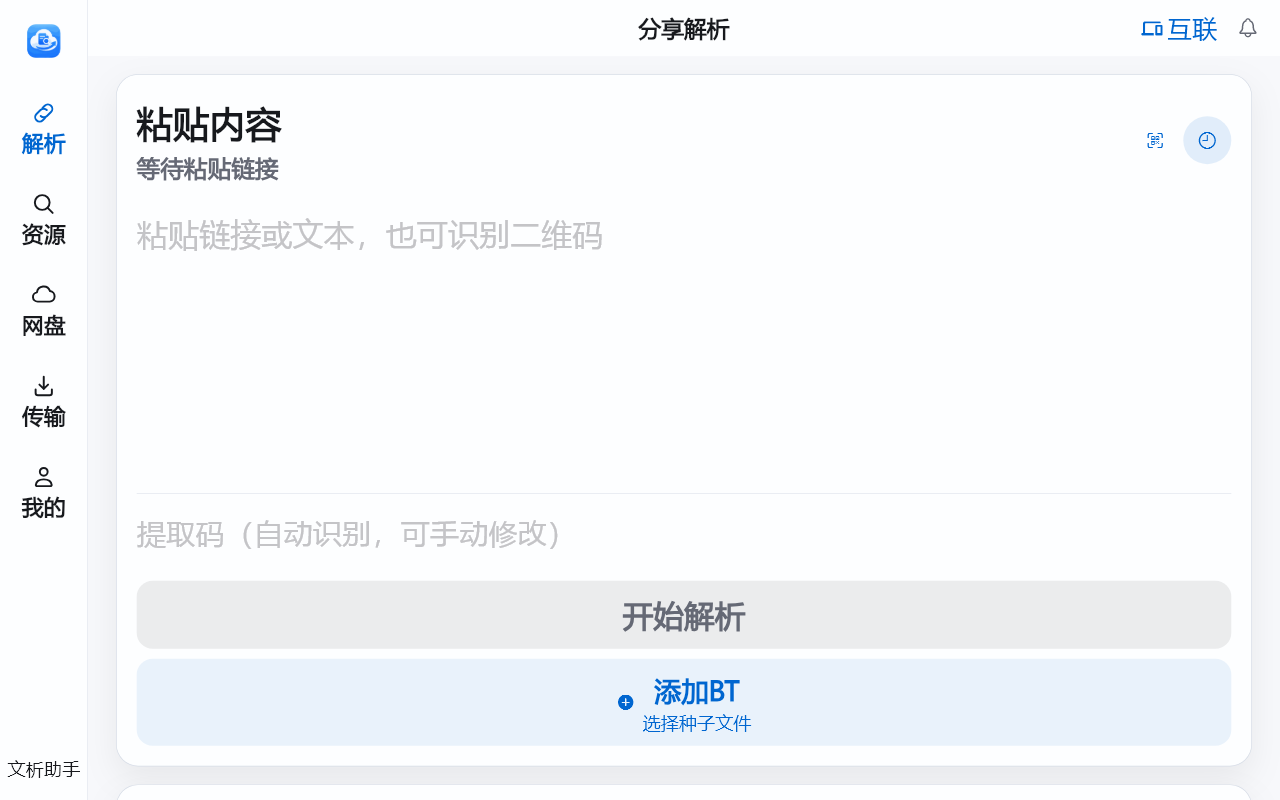 分享解析
互联
解析
资源
网盘
传输
我的
文析助手
粘贴内容
等待粘贴链接
粘贴链接或文本，也可识别二维码
提取码（自动识别，可手动修改）
开始解析
添加BT
选择种子文件